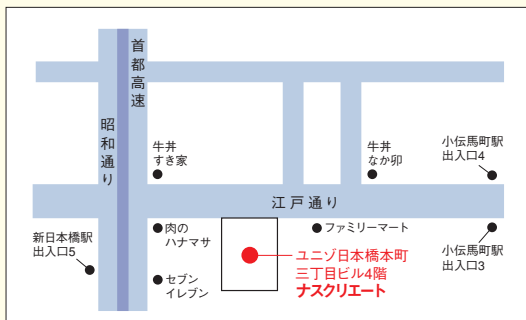 首都高速
昭和通り
牛丼
すき家
牛丼
なか卯
小伝馬町駅
出入口4
江戸通り
肉の
ハナマサ
ファミリーマート
新日本橋駅
出入口5
セブン
イレブン
ユニゾ日本橋本町
三丁目ビル4階
ナスクリエート
小伝馬町駅
出入口3